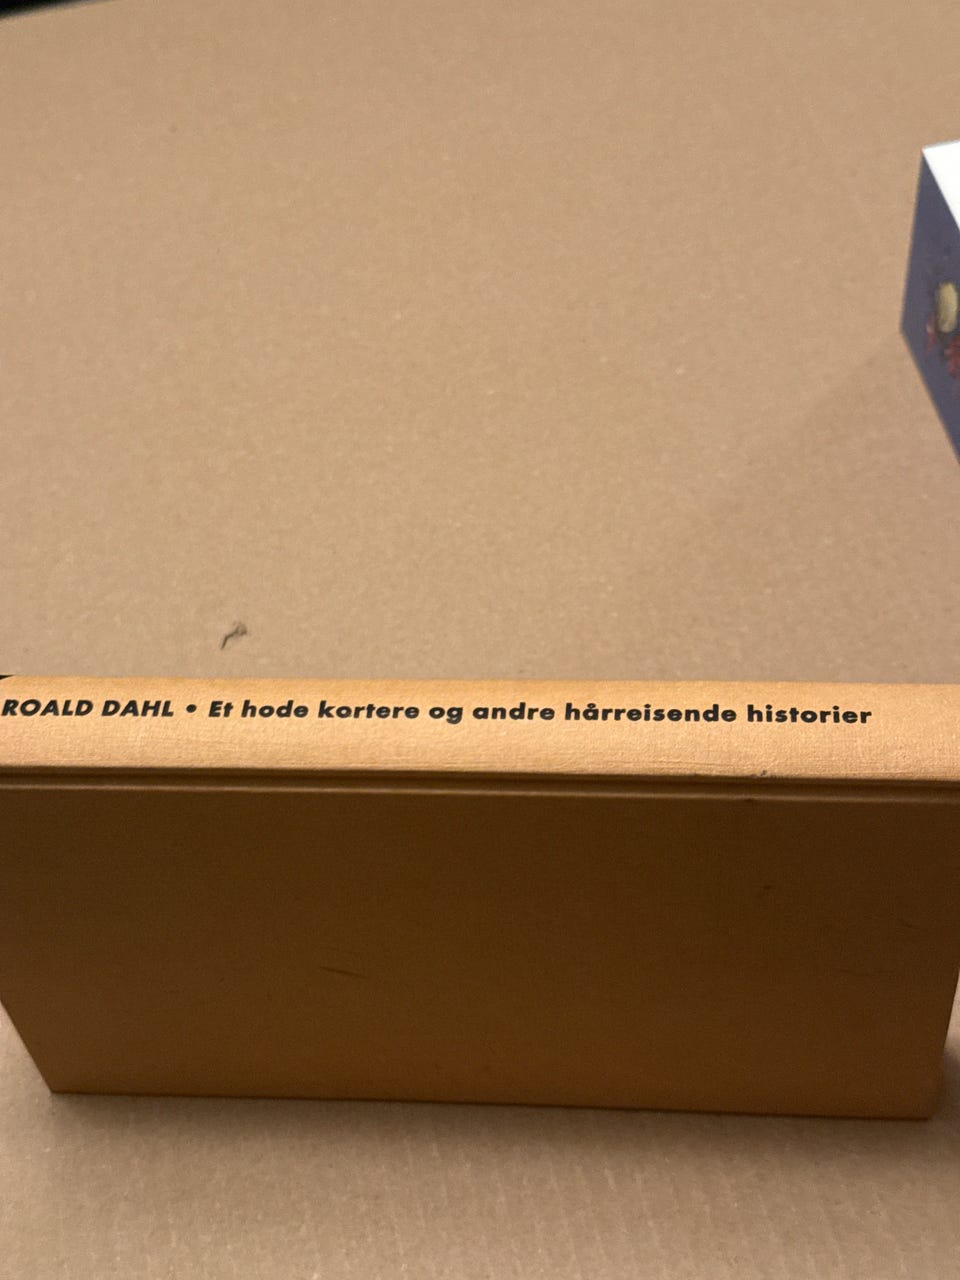 ROALD DAHL • Et hode kortere og andre hårreisende historier